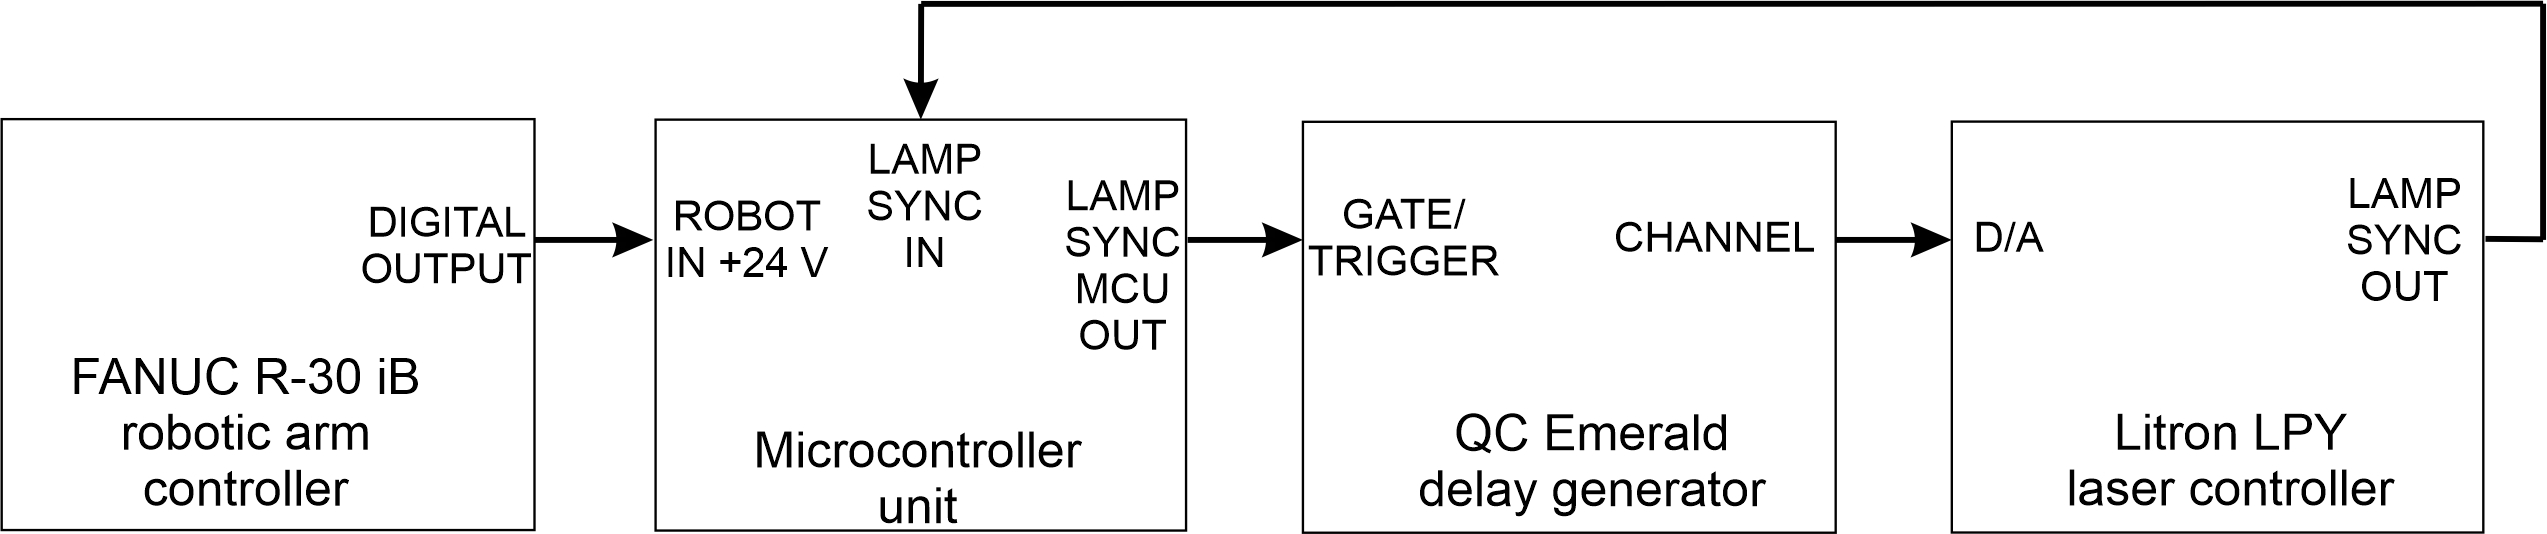 DIGITAL
OUTPUT
FANUC R-30 iB
robotic arm
controller
ROBOT
IN +24 V
LAMP
SYNC
IN
LAMP
SYNC
MCU
OUT
Microcontroller
unit
GATE/
TRIGGER
CHANNEL
QC Emerald
delay generator
D/A
LAMP
SYNC
OUT
Litron LPY
laser controller